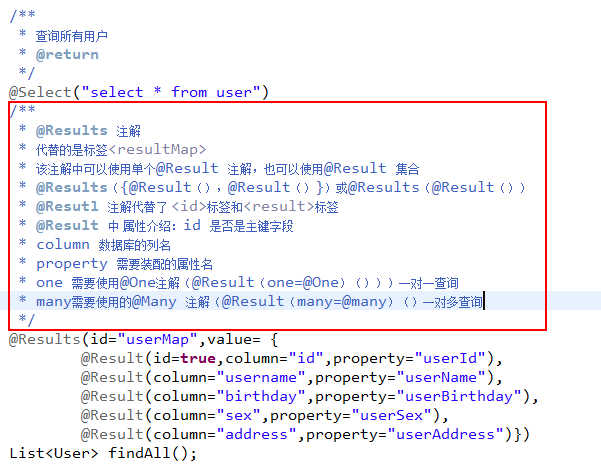 /**
* 查询所有用户
* @return
*/
@Select("select * from user")
/**
* @Results 注解
* 代替的是标签<resultMap>
* 该注解中可以使用单个@Result 注解，也可以使用@Result 集合
* @Results（{@Result（），@Result（）}）或@Results（@Result（））
* @Resutl 注解代替了 <id>标签和<result>标签
* @Result 中 属性介绍：id 是否是主键字段
* column 数据库的列名
* property 需要装配的属性名
* one 需要使用@One注解（@Result（one=@One）（）））一对一查询
* many需要使用的@Many 注解（@Result（many=@many）（）一对多查询
*/
@Results(id="userMap",value= {
@Result(id=true,column="id",property="userId"),
@Result(column="username",property="userName"),
@Result(column="birthday",property="userBirthday"),
@Result(column="sex",property="userSex"),
@Result(column="address",property="userAddress")})
List<User> findAll();